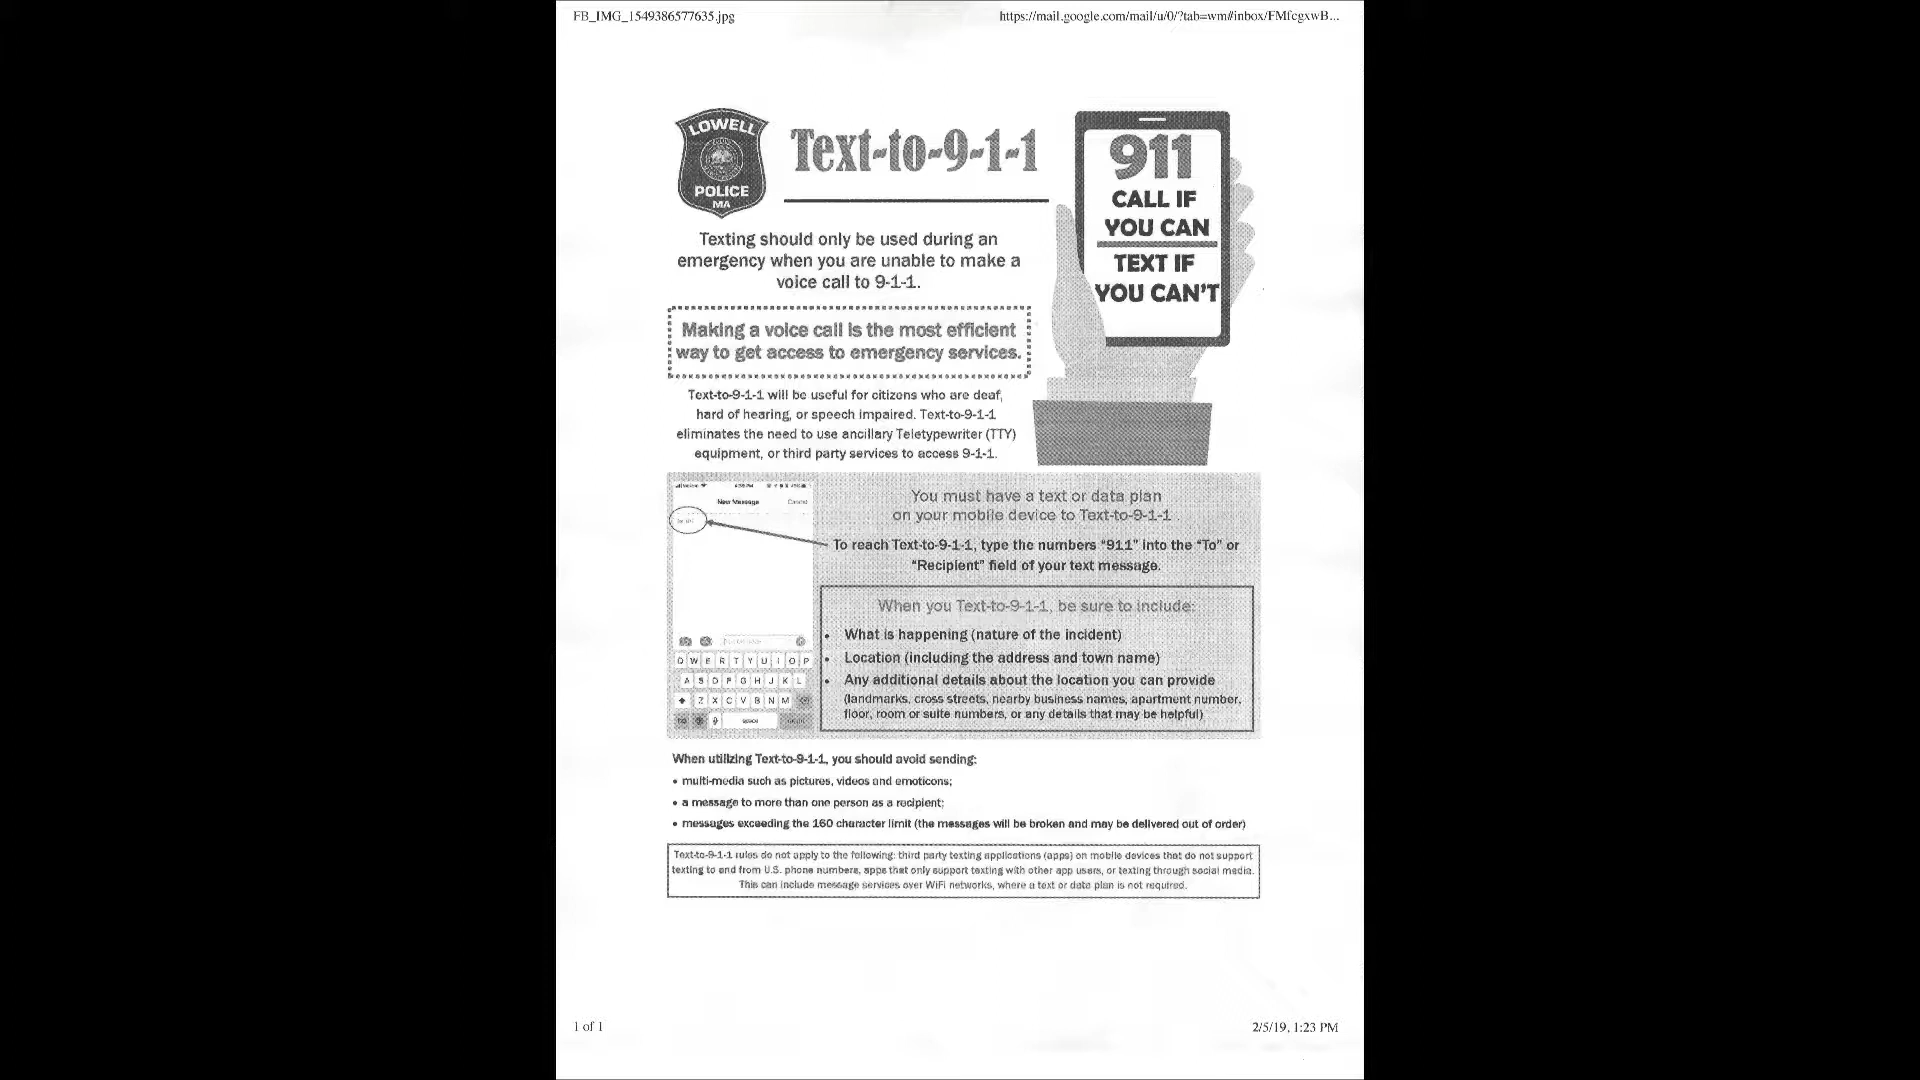 FB_IMG_1549386577635.jpg
https://mail.google.com/mail/u/0/?tab=wm#inbox/FMfcgxwB...
LOWELL
POLICE
MA
Text-to-9-1-1
911
CALL IF
YOU CAN
TEXT IF
YOU CAN'T
Texting should only be used during an
emergency when you are unable to make a
voice call to 9-1-1.
Making a voice call is the most efficient
way to get access to emergency services.
Text-to-9-1-1 will be useful for citizens who are deaf,
hard of hearing, or speech impaired. Text-to-9-1-1
eliminates the need to use ancillary Teletypewriter (TTY)
equipment, or third party services to access 9-1-1.
New Message
Cancel
You must have a text or data plan
on your mobile device to Text-to-9-1-1 .
To reach Text-to-9-1-1, type the numbers "911" into the "To" or
"Recipient" field of your text message.
When you Text-to-9-1-1, be sure to include:
• What is happening (nature of the incident)
• Location (including the address and town name)
• Any additional details about the location you can provide
(landmarks, cross streets, nearby business names, apartment number,
floor, room or suite numbers, or any details that may be helpful)
Q W E R T Y U I O P
A S D F G H J K L
Z X C V B N M
space
When utilizing Text-to-9-1-1, you should avoid sending:
• multi-media such as pictures, videos and emoticons;
• a message to more than one person as a recipient;
• messages exceeding the 160 character limit (the messages will be broken and may be delivered out of order)
Text-to-9-1-1 rules do not apply to the following: third party texting applications (apps) on mobile devices that do not support
texting to and from U.S. phone numbers, apps that only support texting with other app users, or texting through social media.
This can include message services over WiFi networks, where a text or data plan is not required.
1 of 1
2/5/19, 1:23 PM